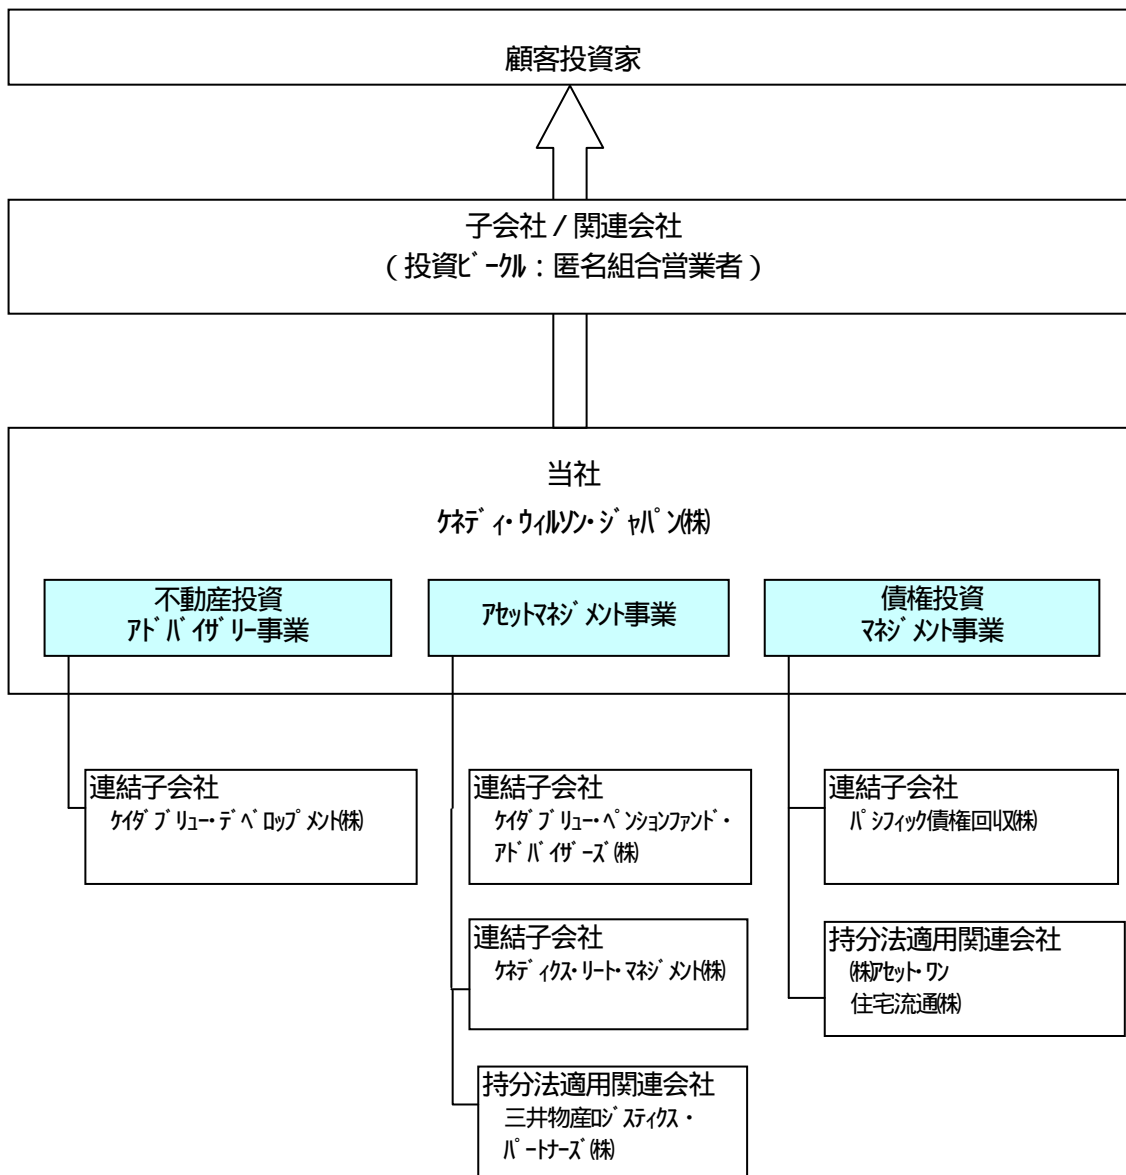 顧客投資家
子会社 / 関連会社
( 投資ビークル : 匿名組合営業者 )
当社
ケネディ・ウィルソン・ジャパン㈱
不動産投資
アドバイザリー事業
アセットマネジメント事業
債権投資
マネジメント事業
連結子会社
ケイダブリュー・デベロップメント㈱
連結子会社
ケイダブリュー・ペンションファンド・
アドバイザーズ㈱
連結子会社
パシフィック債権回収㈱
連結子会社
ケネディクス・リート・マネジメント㈱
持分法適用関連会社
㈱アセット・ワン
住宅流通㈱
持分法適用関連会社
三井物産ロジスティクス・
パートナーズ㈱